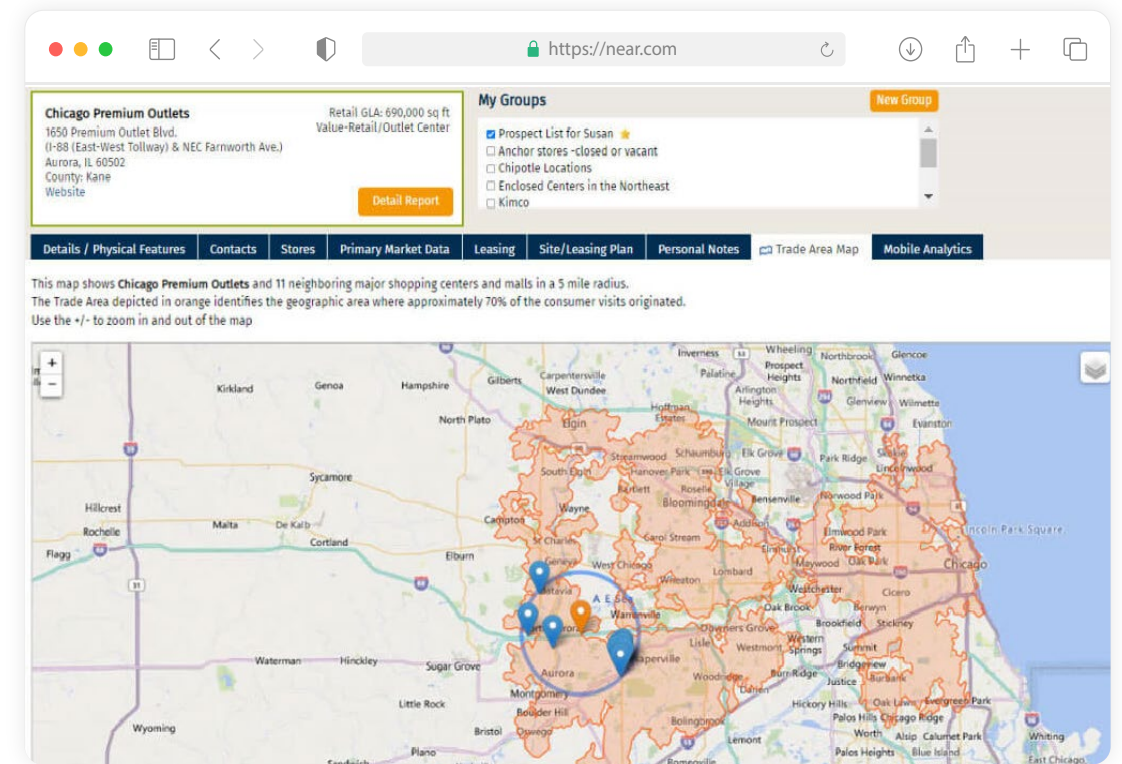 https://near.com
Chicago Premium Outlets
1650 Premium Outlet Blvd.
(I-88 (East-West Tollway) & NEC Farnworth Ave.)
Aurora, IL 60502
County: Kane
Website
Retail GLA: 690,000 sq ft
Value-Retail/Outlet Center
Detail Report
My Groups
New Group
Prospect List for Susan
Anchor stores -closed or vacant
Chipotle Locations
Enclosed Centers in the Northeast
Kimco
Details / Physical Features
Contacts
Stores
Primary Market Data
Leasing
Site/Leasing Plan
Personal Notes
Trade Area Map
Mobile Analytics
This map shows Chicago Premium Outlets and 11 neighboring major shopping centers and malls in a 5 mile radius.
The Trade Area depicted in orange identifies the geographic area where approximately 70% of the consumer visits originated.
Use the +/- to zoom in and out of the map
+
−
Kirkland
Genoa
Hampshire
Gilberts
Carpentersville
West Dundee
Inverness
Palatine
Wheeling
Prospect
Heights
Northbrook
Glencoe
Arlington
Heights
Northfield
Winnetka
Glenview
Wilmette
North Plato
Elgin
Hoffman
Estates
Mount Prospect
Evanston
Streamwood
Schaumburg
Elk Grove
Park Ridge
Skokie
Lincolnwood
South Elgin
Hanover Park
Elk Grove
Village
Sycamore
Bartlett
Roselle
Bloomingdale
Bensenville
Norwood Park
Hillcrest
Wayne
Rochelle
Malta
De Kalb
Campton
Addison
Lincoln Park Square
Cortland
St Charles
Carol Stream
Elmwood Park
Flagg
Elburn
Geneva
West Chicago
Elmhurst
River Forest
Maywood
Oak Park
Chicago
Wheaton
Lombard
Batavia
Westchester
Cicero
Warrenville
Oak Brook
Berwyn
Downers Grove
Brookfield
Stickney
Lisle
Westmont
Western
Springs
Summit
Waterman
Hinckley
Sugar Grove
Aurora
Naperville
Woodridge
Burr Ridge
Bridgeview
Justice
Burbank
Darien
Montgomery
Little Rock
Boulder Hill
Hickory Hills
Oak Lawn
Evergreen Park
Wyoming
Bristol
Oswego
Bolingbrook
Palos Hills
Chicago Ridge
Lemont
Worth
Alsip
Calumet Park
Whiting
Plano
Sandwich
Romeoville
Palos Heights
Blue Island
East Chicago